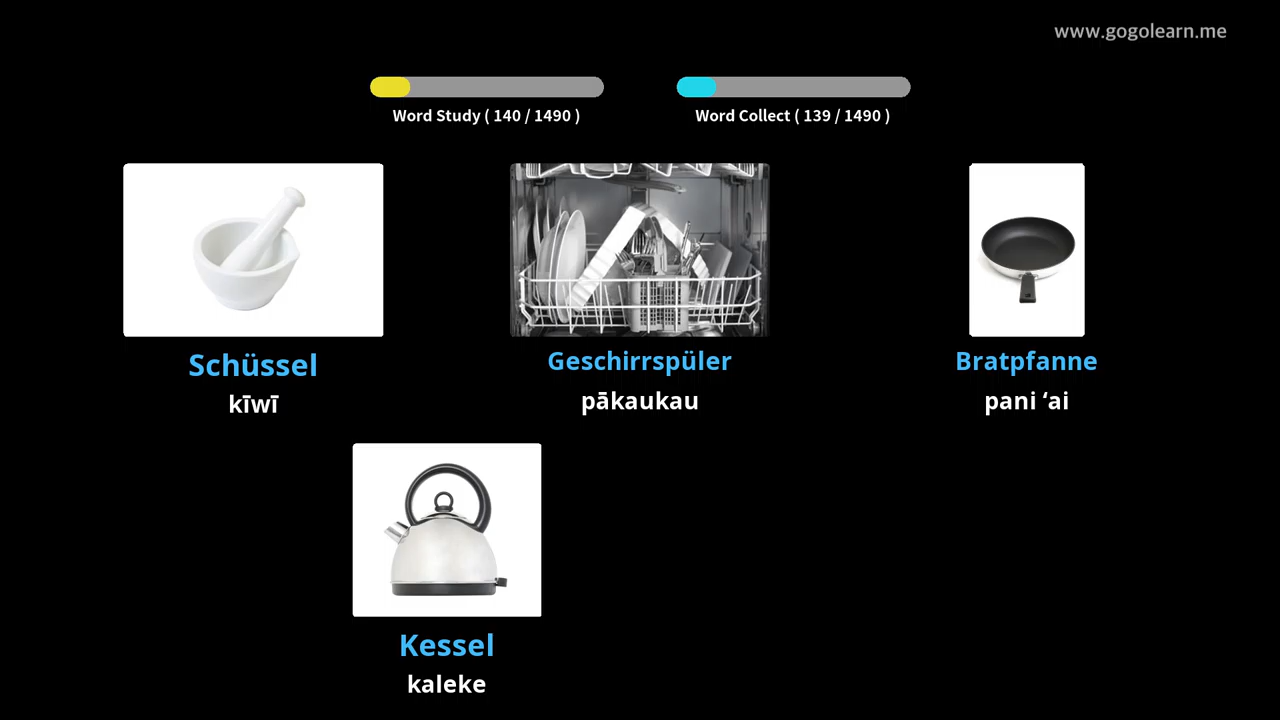 www.gogolearn.me
Word Study ( 140 / 1490 )
Word Collect ( 139 / 1490 )
Schüssel
kīwī
Geschirrspüler
pākaukau
Bratpfanne
pani ‘ai
Kessel
kaleke